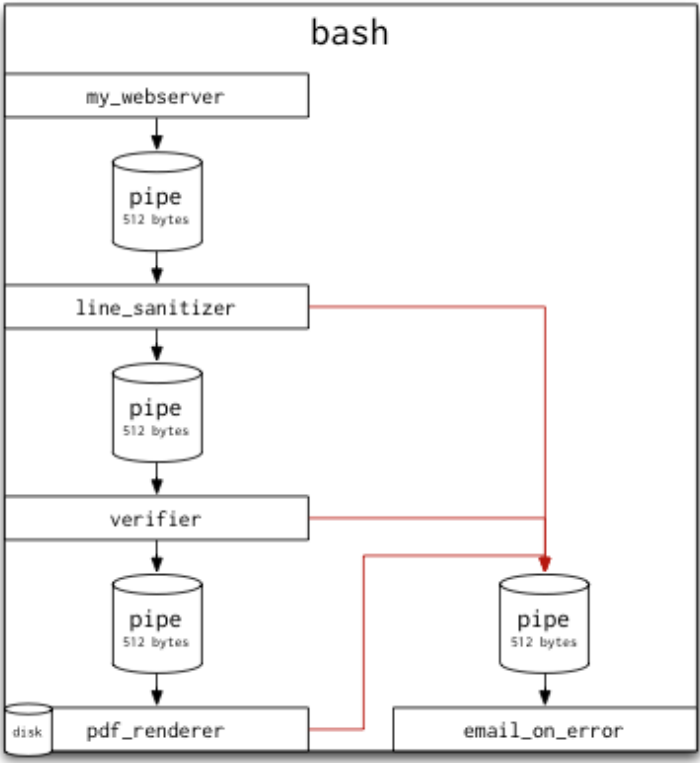 bash
my_webserver
pipe
512 bytes
line_sanitizer
pipe
512 bytes
verifier
pipe
512 bytes
pipe
512 bytes
disk
pdf_renderer
email_on_error